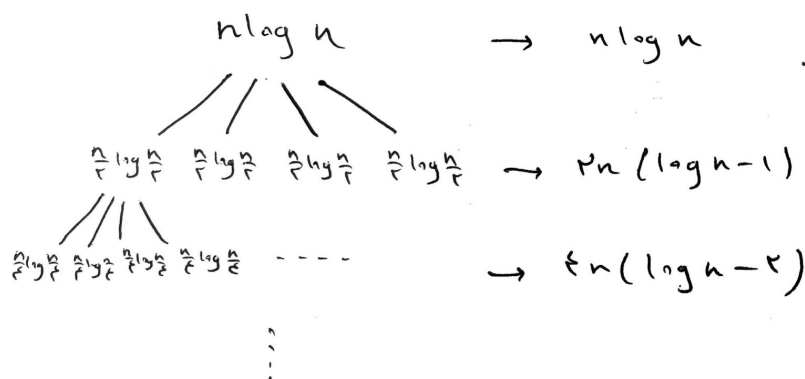 n log n → n log n
n/۲ log n/۲ n/۲ log n/۲ n/۲ log n/۲ n/۲ log n/۲ → ۲n (log n - ۱)
n/۴ log n/۴ n/۴ log n/۴ n/۴ log n/۴ n/۴ log n/۴ - - - - → ۴n (log n - ۲)